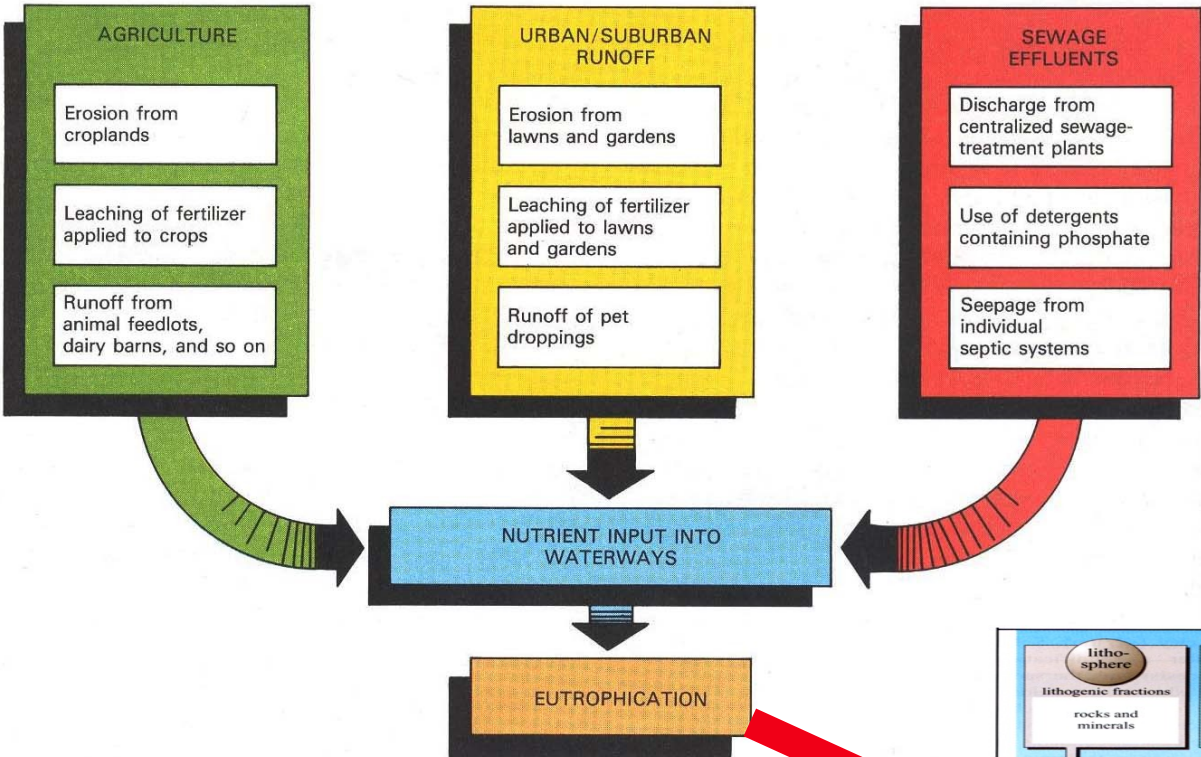 AGRICULTURE
Erosion from
croplands
Leaching of fertilizer
applied to crops
Runoff from
animal feedlots,
dairy barns, and so on
URBAN/SUBURBAN
RUNOFF
Erosion from
lawns and gardens
Leaching of fertilizer
applied to lawns
and gardens
Runoff of pet
droppings
SEWAGE
EFFLUENTS
Discharge from
centralized sewage-
treatment plants
Use of detergents
containing phosphate
Seepage from
individual
septic systems
NUTRIENT INPUT INTO
WATERWAYS
EUTROPHICATION
litho-
sphere
lithogenic fractions
rocks and
minerals